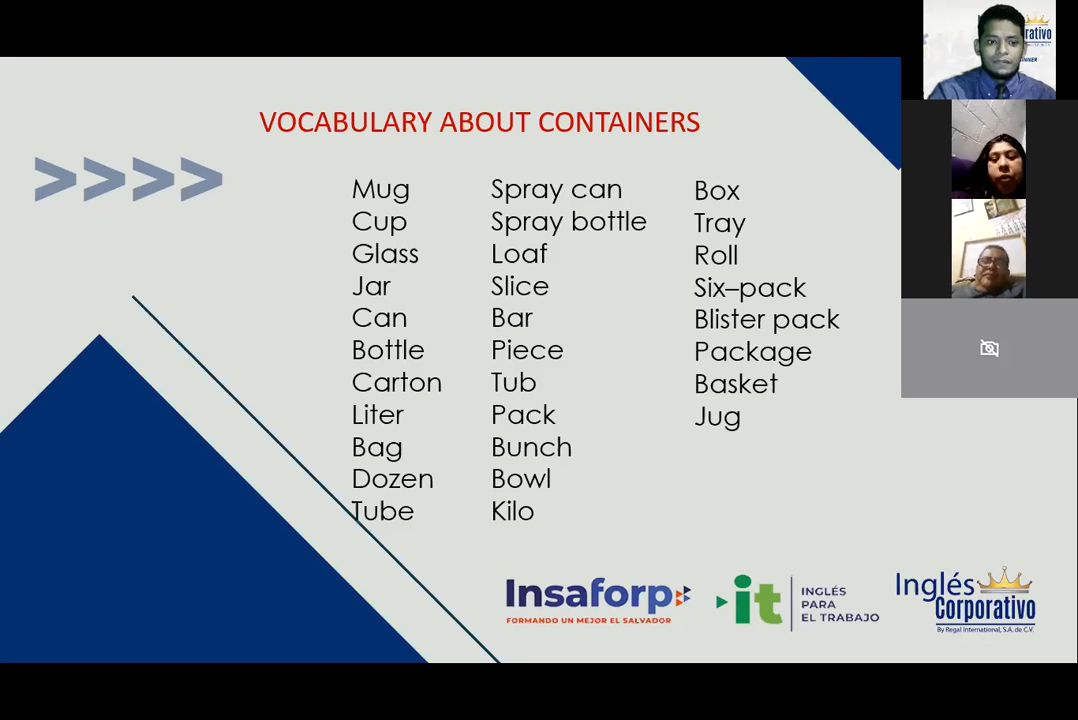 VOCABULARY ABOUT CONTAINERS
>>>>
Mug
Cup
Glass
Jar
Can
Bottle
Carton
Liter
Bag
Dozen
Tube
Spray can
Spray bottle
Loaf
Slice
Bar
Piece
Tub
Pack
Bunch
Bowl
Kilo
Box
Tray
Roll
Six–pack
Blister pack
Package
Basket
Jug
Insaforp
FORMANDO UN MEJOR EL SALVADOR
it
INGLÉS
PARA
EL TRABAJO
Inglés
Corporativo
By Regal International, S.A. de C.V.
rativo